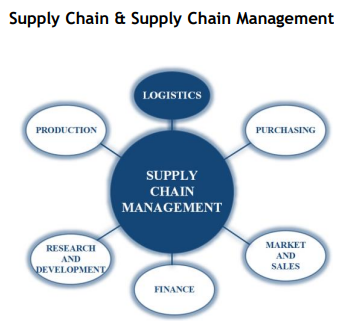 Supply Chain & Supply Chain Management
LOGISTICS
PRODUCTION
PURCHASING
SUPPLY
CHAIN
MANAGEMENT
RESEARCH
AND
DEVELOPMENT
MARKET
AND
SALES
FINANCE